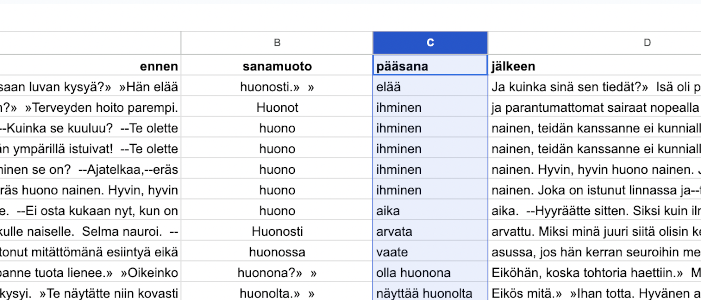 B C D
ennen sanamuoto pääsana jälkeen
saan luvan kysyä?» »Hän elää huonosti.» » elää Ja kuinka sinä sen tiedät?» Isä oli p
n?» »Terveyden hoito parempi. Huonot ihminen ja parantumattomat sairaat nopealla
--Kuinka se kuuluu? --Te olette huono ihminen nainen, teidän kanssanne ei kunniall
än ympärillä istuivat! --Te olette huono ihminen nainen, teidän kanssanne ei kunniall
ninen se on? --Ajatelkaa,--eräs huono ihminen nainen. Hyvin, hyvin huono nainen. J
räs huono nainen. Hyvin, hyvin huono ihminen nainen. Joka on istunut linnassa ja--t
e. --Ei osta kukaan nyt, kun on huono aika aika. --Hyyräätte sitten. Siksi kuin iln
kulle naiselle. Selma nauroi. -- Huonosti arvata arvattu. Miksi minä juuri siitä olisin k
tonut mitättömänä esiintyä eikä huonossa vaate asussa, jos hän kerran seuroihin me
panne tuota lienee.» »Oikeinko huonona?» » olla huonona Eiköhän, koska tohtoria haettiin.» M
kysyi. »Te näytätte niin kovasti huonolta.» » näyttää huonolta Eikös mitä.» »Ihan totta. Hyvänen a